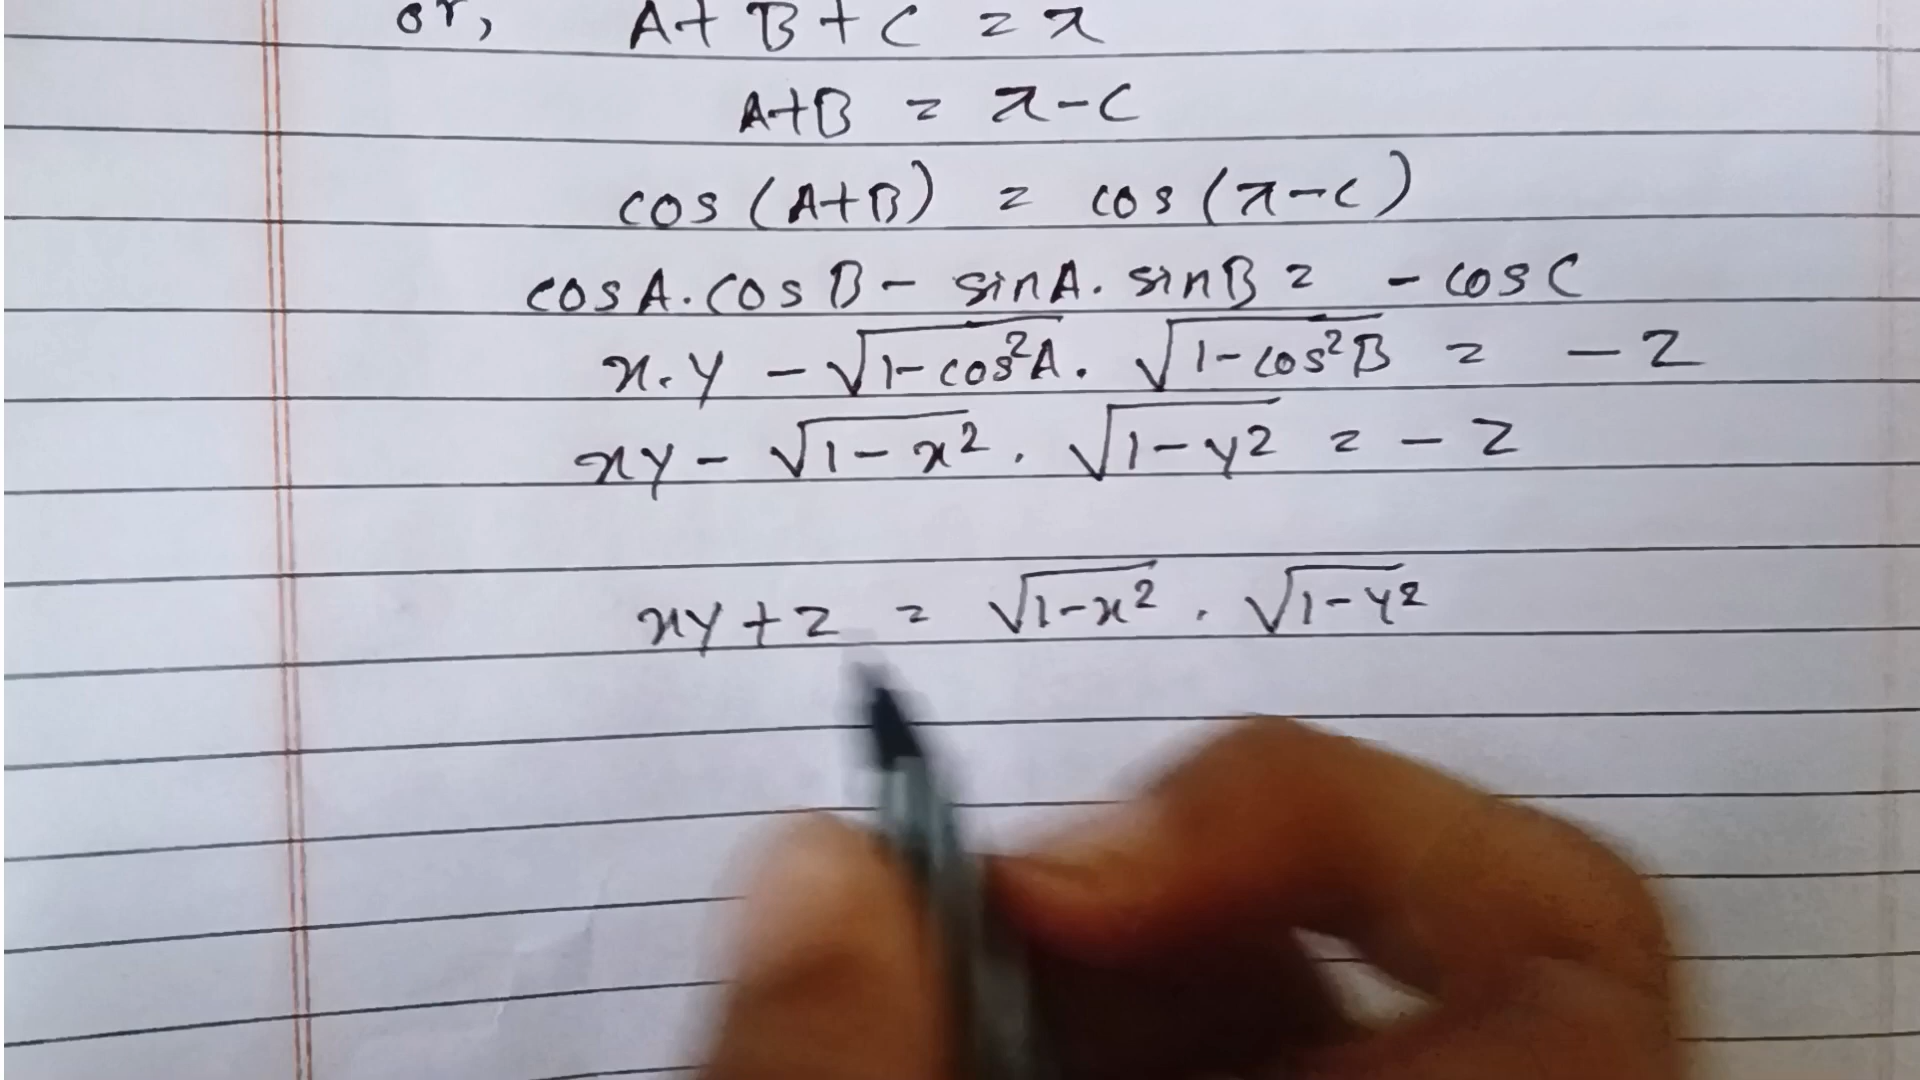 or, A+B+C = π
A+B = π-C
cos(A+B) = cos(π-C)
cosA.cosB - sinA.sinB = -cosC
x.y - √1-cos²A . √1-cos²B = -z
xy - √1-x² . √1-y² = -z
xy+z = √1-x² . √1-y²